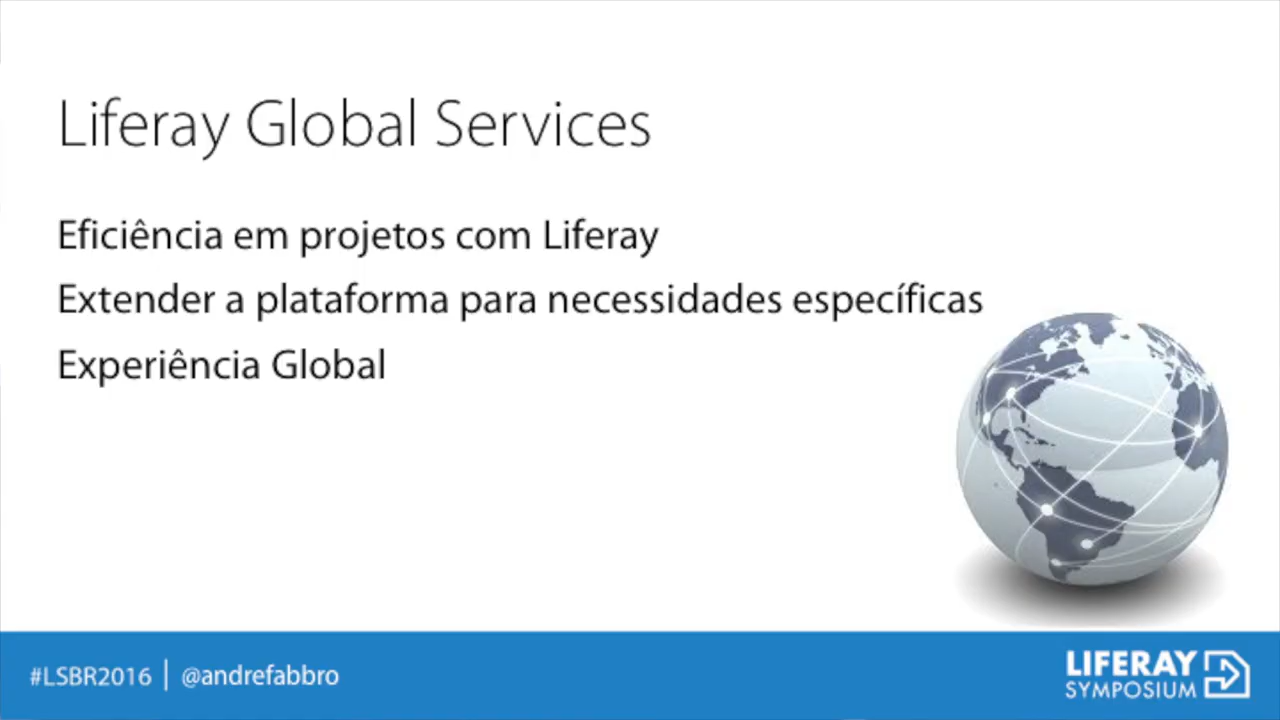 Liferay Global Services
Eficiência em projetos com Liferay
Extender a plataforma para necessidades específicas
Experiência Global
#LSBR2016 | @andrefabbro
LIFERAY
SYMPOSIUM